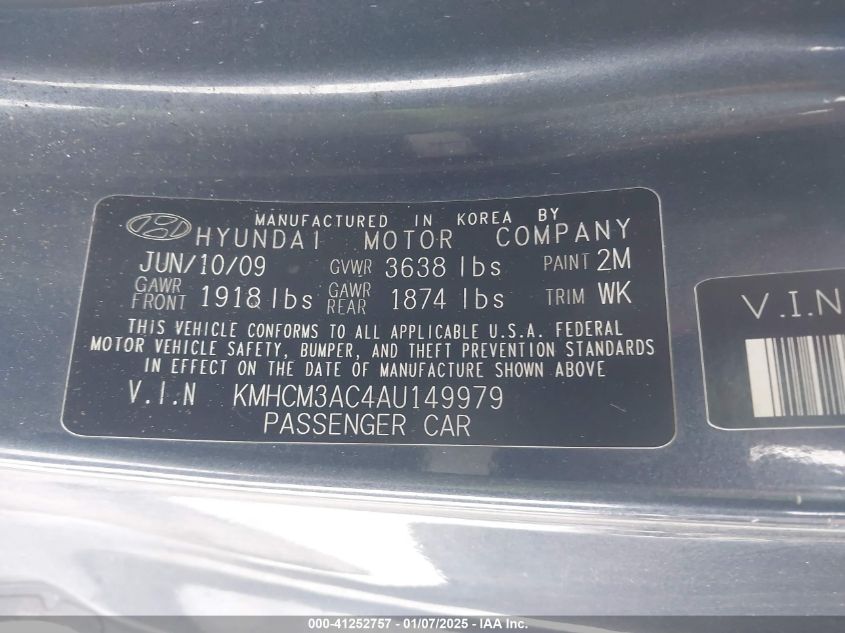 MANUFACTURED IN KOREA BY
HYUNDAI MOTOR COMPANY
JUN/10/09 GVWR 3638 lbs PAINT 2M
GAWR FRONT 1918 lbs GAWR REAR 1874 lbs TRIM WK
THIS VEHICLE CONFORMS TO ALL APPLICABLE U.S.A. FEDERAL
MOTOR VEHICLE SAFETY, BUMPER, AND THEFT PREVENTION STANDARDS
IN EFFECT ON THE DATE OF MANUFACTURE SHOWN ABOVE
V.I.N KMHCM3AC4AU149979
PASSENGER CAR
V.I.N
000-41252757 - 01/07/2025 - IAA Inc.